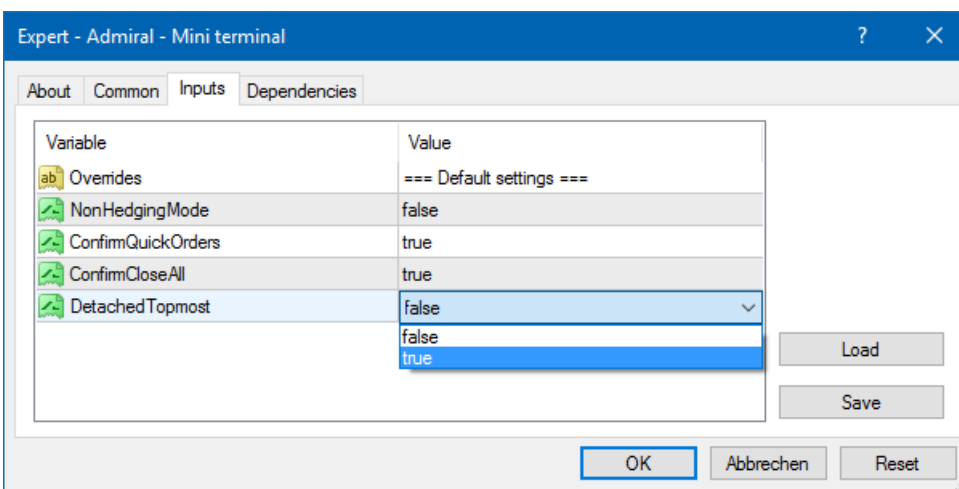 Expert - Admiral - Mini terminal ?
About Common Inputs Dependencies
Variable Value
ab Overrides === Default settings ===
NonHedgingMode false
ConfirmQuickOrders true
ConfirmCloseAll true
DetachedTopmost false
false
true
Load
Save
OK Abbrechen Reset